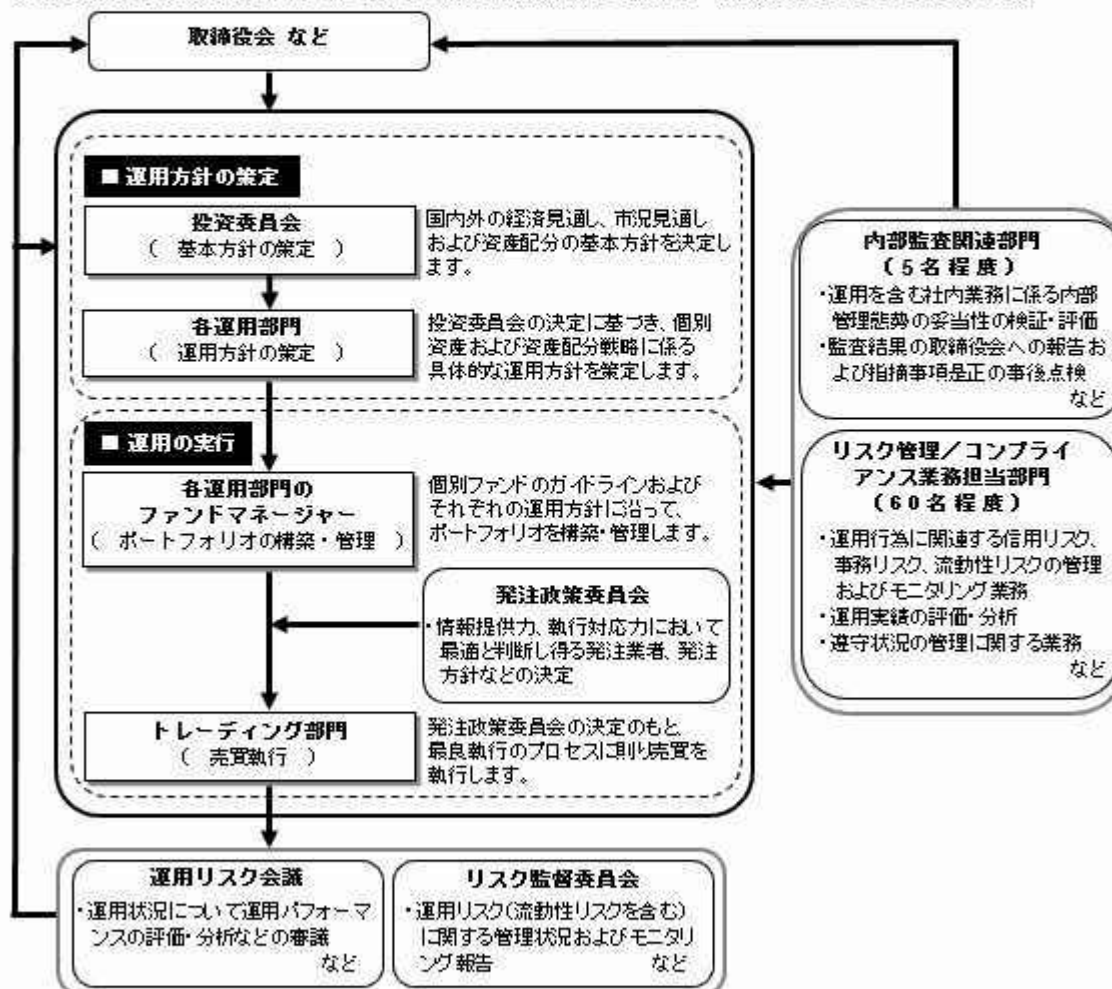 取締役会 など
■ 運用方針の策定
投資委員会
（ 基本方針の策定 ）
国内外の経済見通し、市況見通し
および資産配分の基本方針を決定し
ます。
各運用部門
（ 運用方針の策定 ）
投資委員会の決定に基づき、個別
資産および資産配分戦略に係る
具体的な運用方針を策定します。
■ 運用の実行
各運用部門の
ファンドマネージャー
（ ポートフォリオの構築・管理 ）
個別ファンドのガイドラインおよび
それぞれの運用方針に沿って、
ポートフォリオを構築・管理します。
発注政策委員会
・情報提供力、執行対応力において
最適と判断し得る発注業者、発注
方針などの決定
トレーディング部門
（ 売買執行 ）
発注政策委員会の決定のもと、
最良執行のプロセスに則り売買を
執行します。
内部監査関連部門
（５名程度）
・運用を含む社内業務に係る内部
管理態勢の妥当性の検証・評価
・監査結果の取締役会への報告お
よび指摘事項是正の事後点検
など
リスク管理／コンプライ
アンス業務担当部門
（６０名程度）
・運用行為に関連する信用リスク、
事務リスク、流動性リスクの管理
およびモニタリング業務
・運用実績の評価・分析
・遵守状況の管理に関する業務
など
運用リスク会議
・運用状況について運用パフォーマ
ンスの評価・分析などの審議
など
リスク監督委員会
・運用リスク（流動性リスクを含む）
に関する管理状況およびモニタリ
ング報告 など